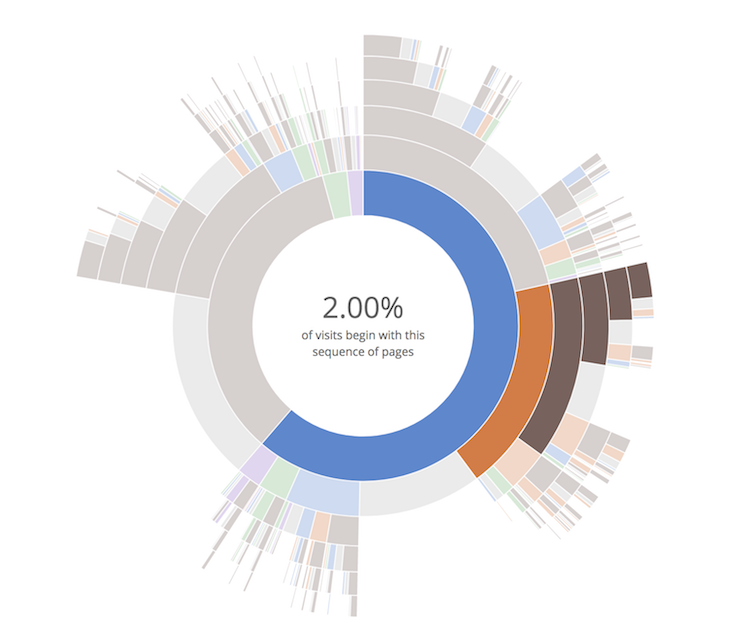 2.00%
of visits begin with this
sequence of pages